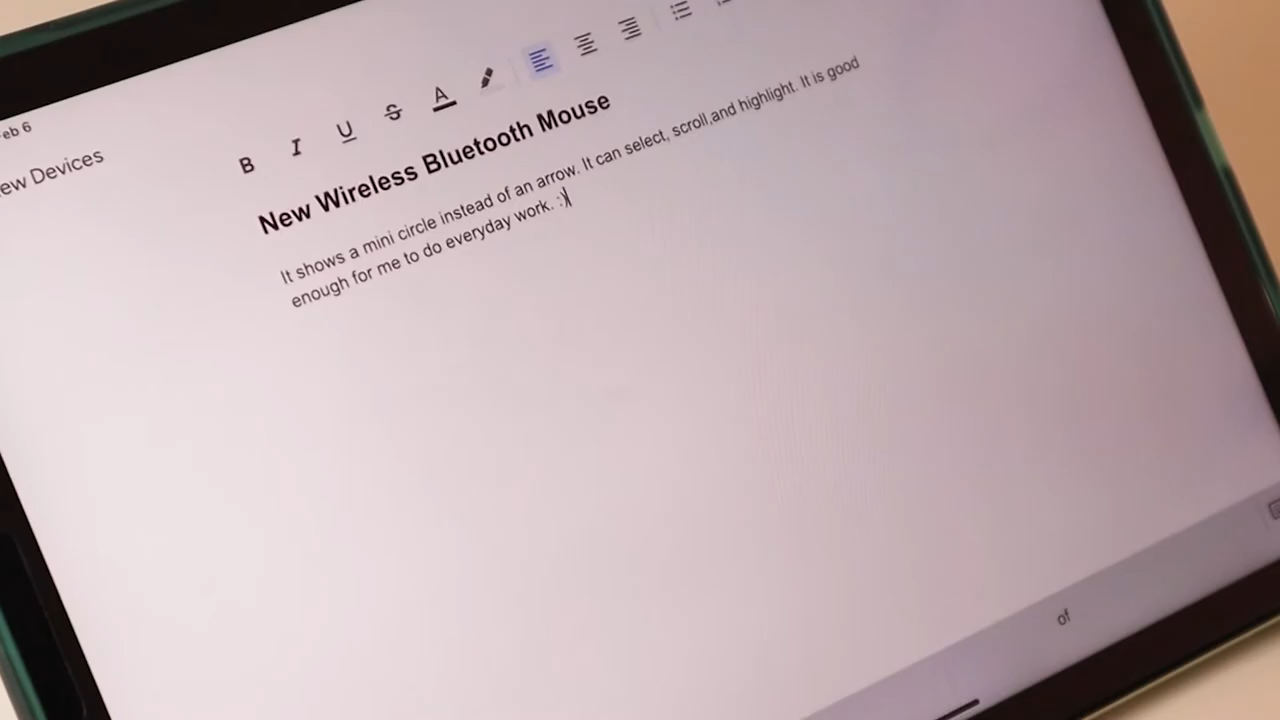 eb 6
ew Devices
B I U S A
New Wireless Bluetooth Mouse
It shows a mini circle instead of an arrow. It can select, scroll,and highlight. It is good
enough for me to do everyday work. :)
of